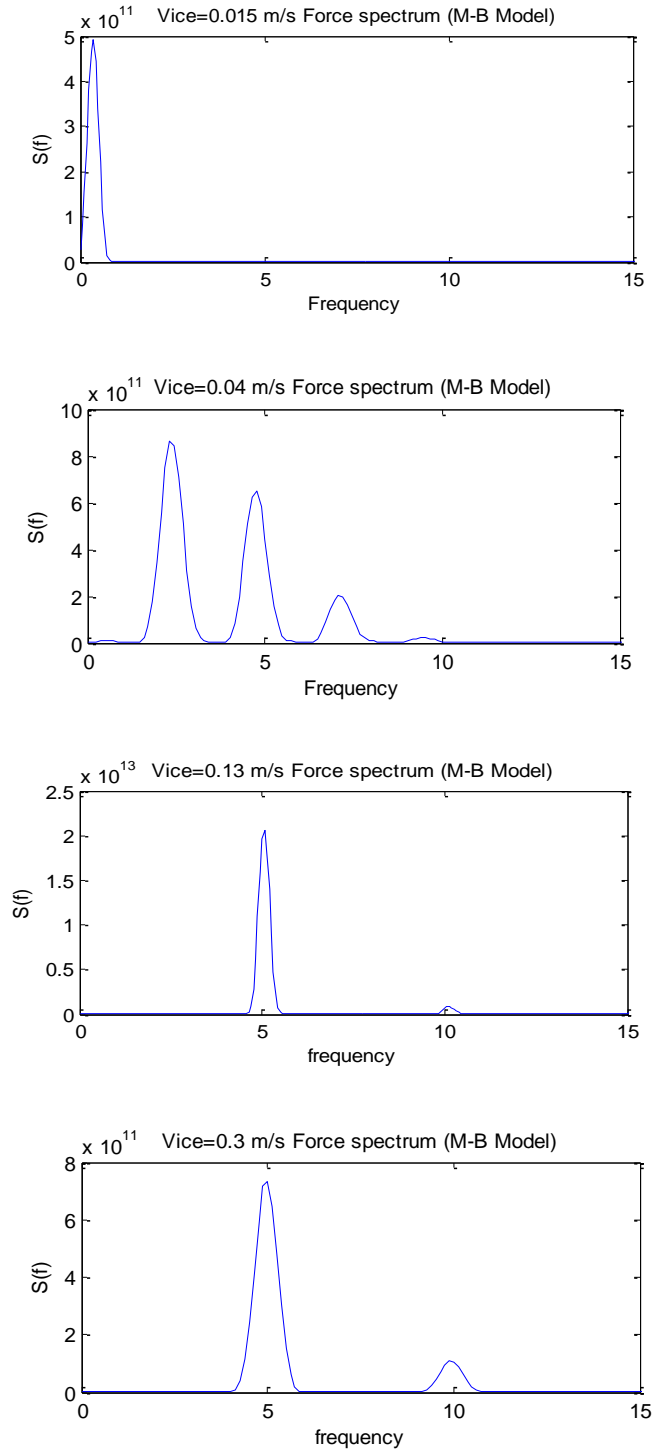 x 10^11 Vice=0.015 m/s Force spectrum (M-B Model)
5
4
3
2
1
0
S(f)
0 5 10 15
Frequency
x 10^11 Vice=0.04 m/s Force spectrum (M-B Model)
10
8
6
4
2
0
S(f)
0 5 10 15
Frequency
x 10^13 Vice=0.13 m/s Force spectrum (M-B Model)
2.5
2
1.5
1
0.5
0
S(f)
0 5 10 15
frequency
x 10^11 Vice=0.3 m/s Force spectrum (M-B Model)
8
6
4
2
0
S(f)
0 5 10 15
frequency